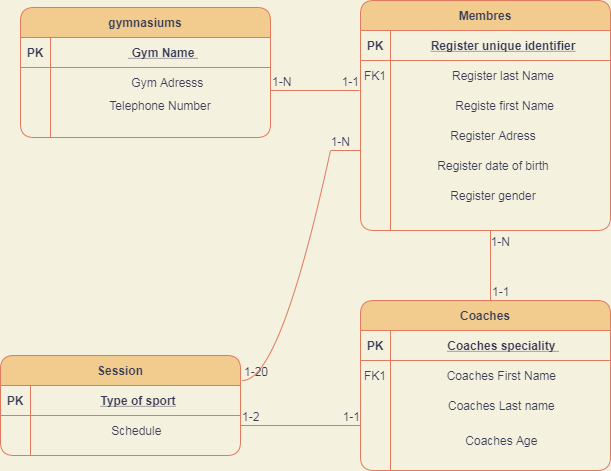 gymnasiums
PK Gym Name
Gym Adresss
Telephone Number
Membres
PK Register unique identifier
FK1 Register last Name
Registe first Name
Register Adress
Register date of birth
Register gender
1-N
1-1
1-N
1-20
1-N
1-1
Session
PK Type of sport
Schedule
1-2
1-1
Coaches
PK Coaches speciality
FK1 Coaches First Name
Coaches Last name
Coaches Age